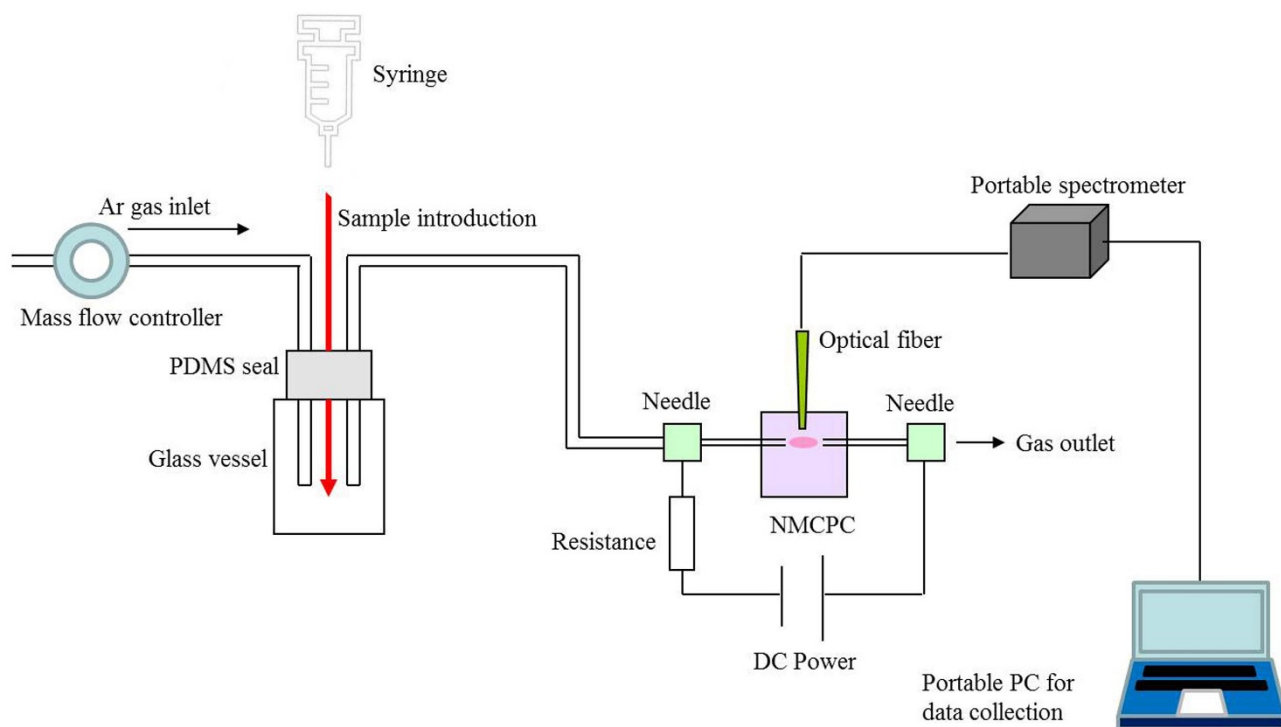 Syringe
Ar gas inlet
Sample introduction
Portable spectrometer
Mass flow controller
PDMS seal
Optical fiber
Needle
Needle
Glass vessel
Gas outlet
NMCPC
Resistance
DC Power
Portable PC for
data collection